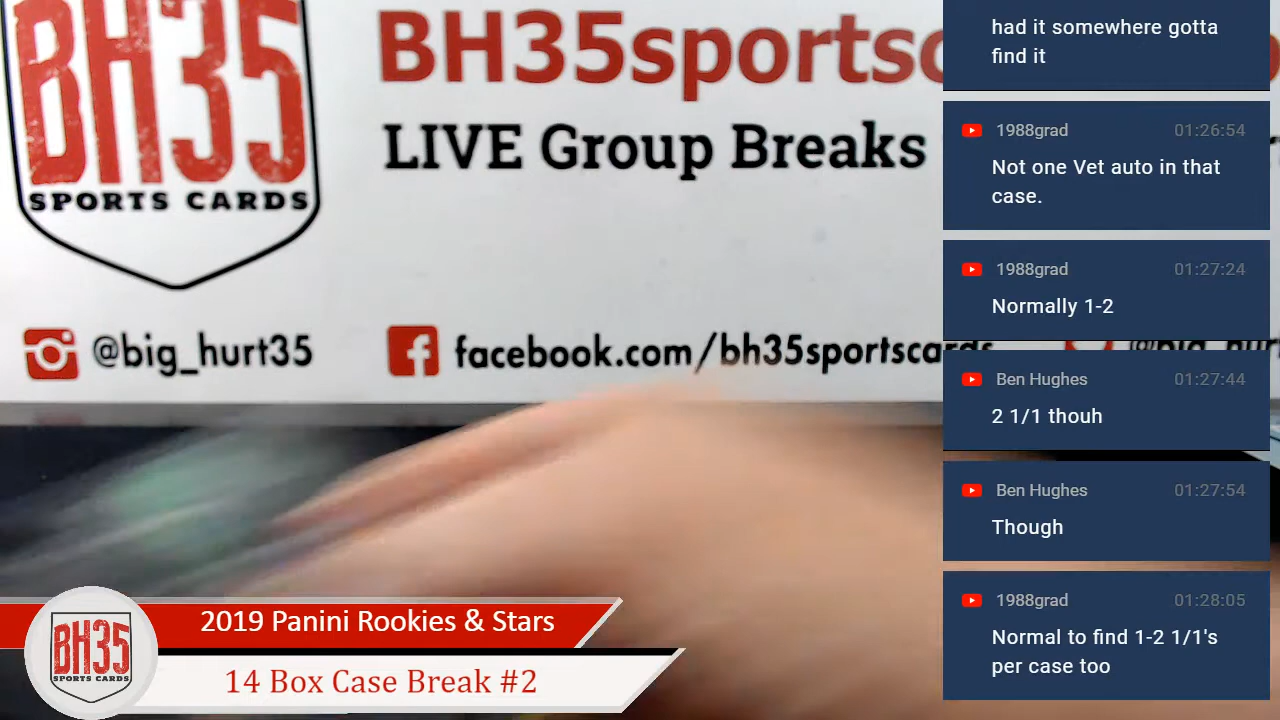 BH35
SPORTS CARDS
BH35sportsc
LIVE Group Breaks
@big_hurt35
facebook.com/bh35sportscards
had it somewhere gotta
find it
1988grad 01:26:54
Not one Vet auto in that
case.
1988grad 01:27:24
Normally 1-2
Ben Hughes 01:27:44
2 1/1 thouh
Ben Hughes 01:27:54
Though
1988grad 01:28:05
Normal to find 1-2 1/1's
per case too
BH35
SPORTS CARDS
2019 Panini Rookies & Stars
14 Box Case Break #2